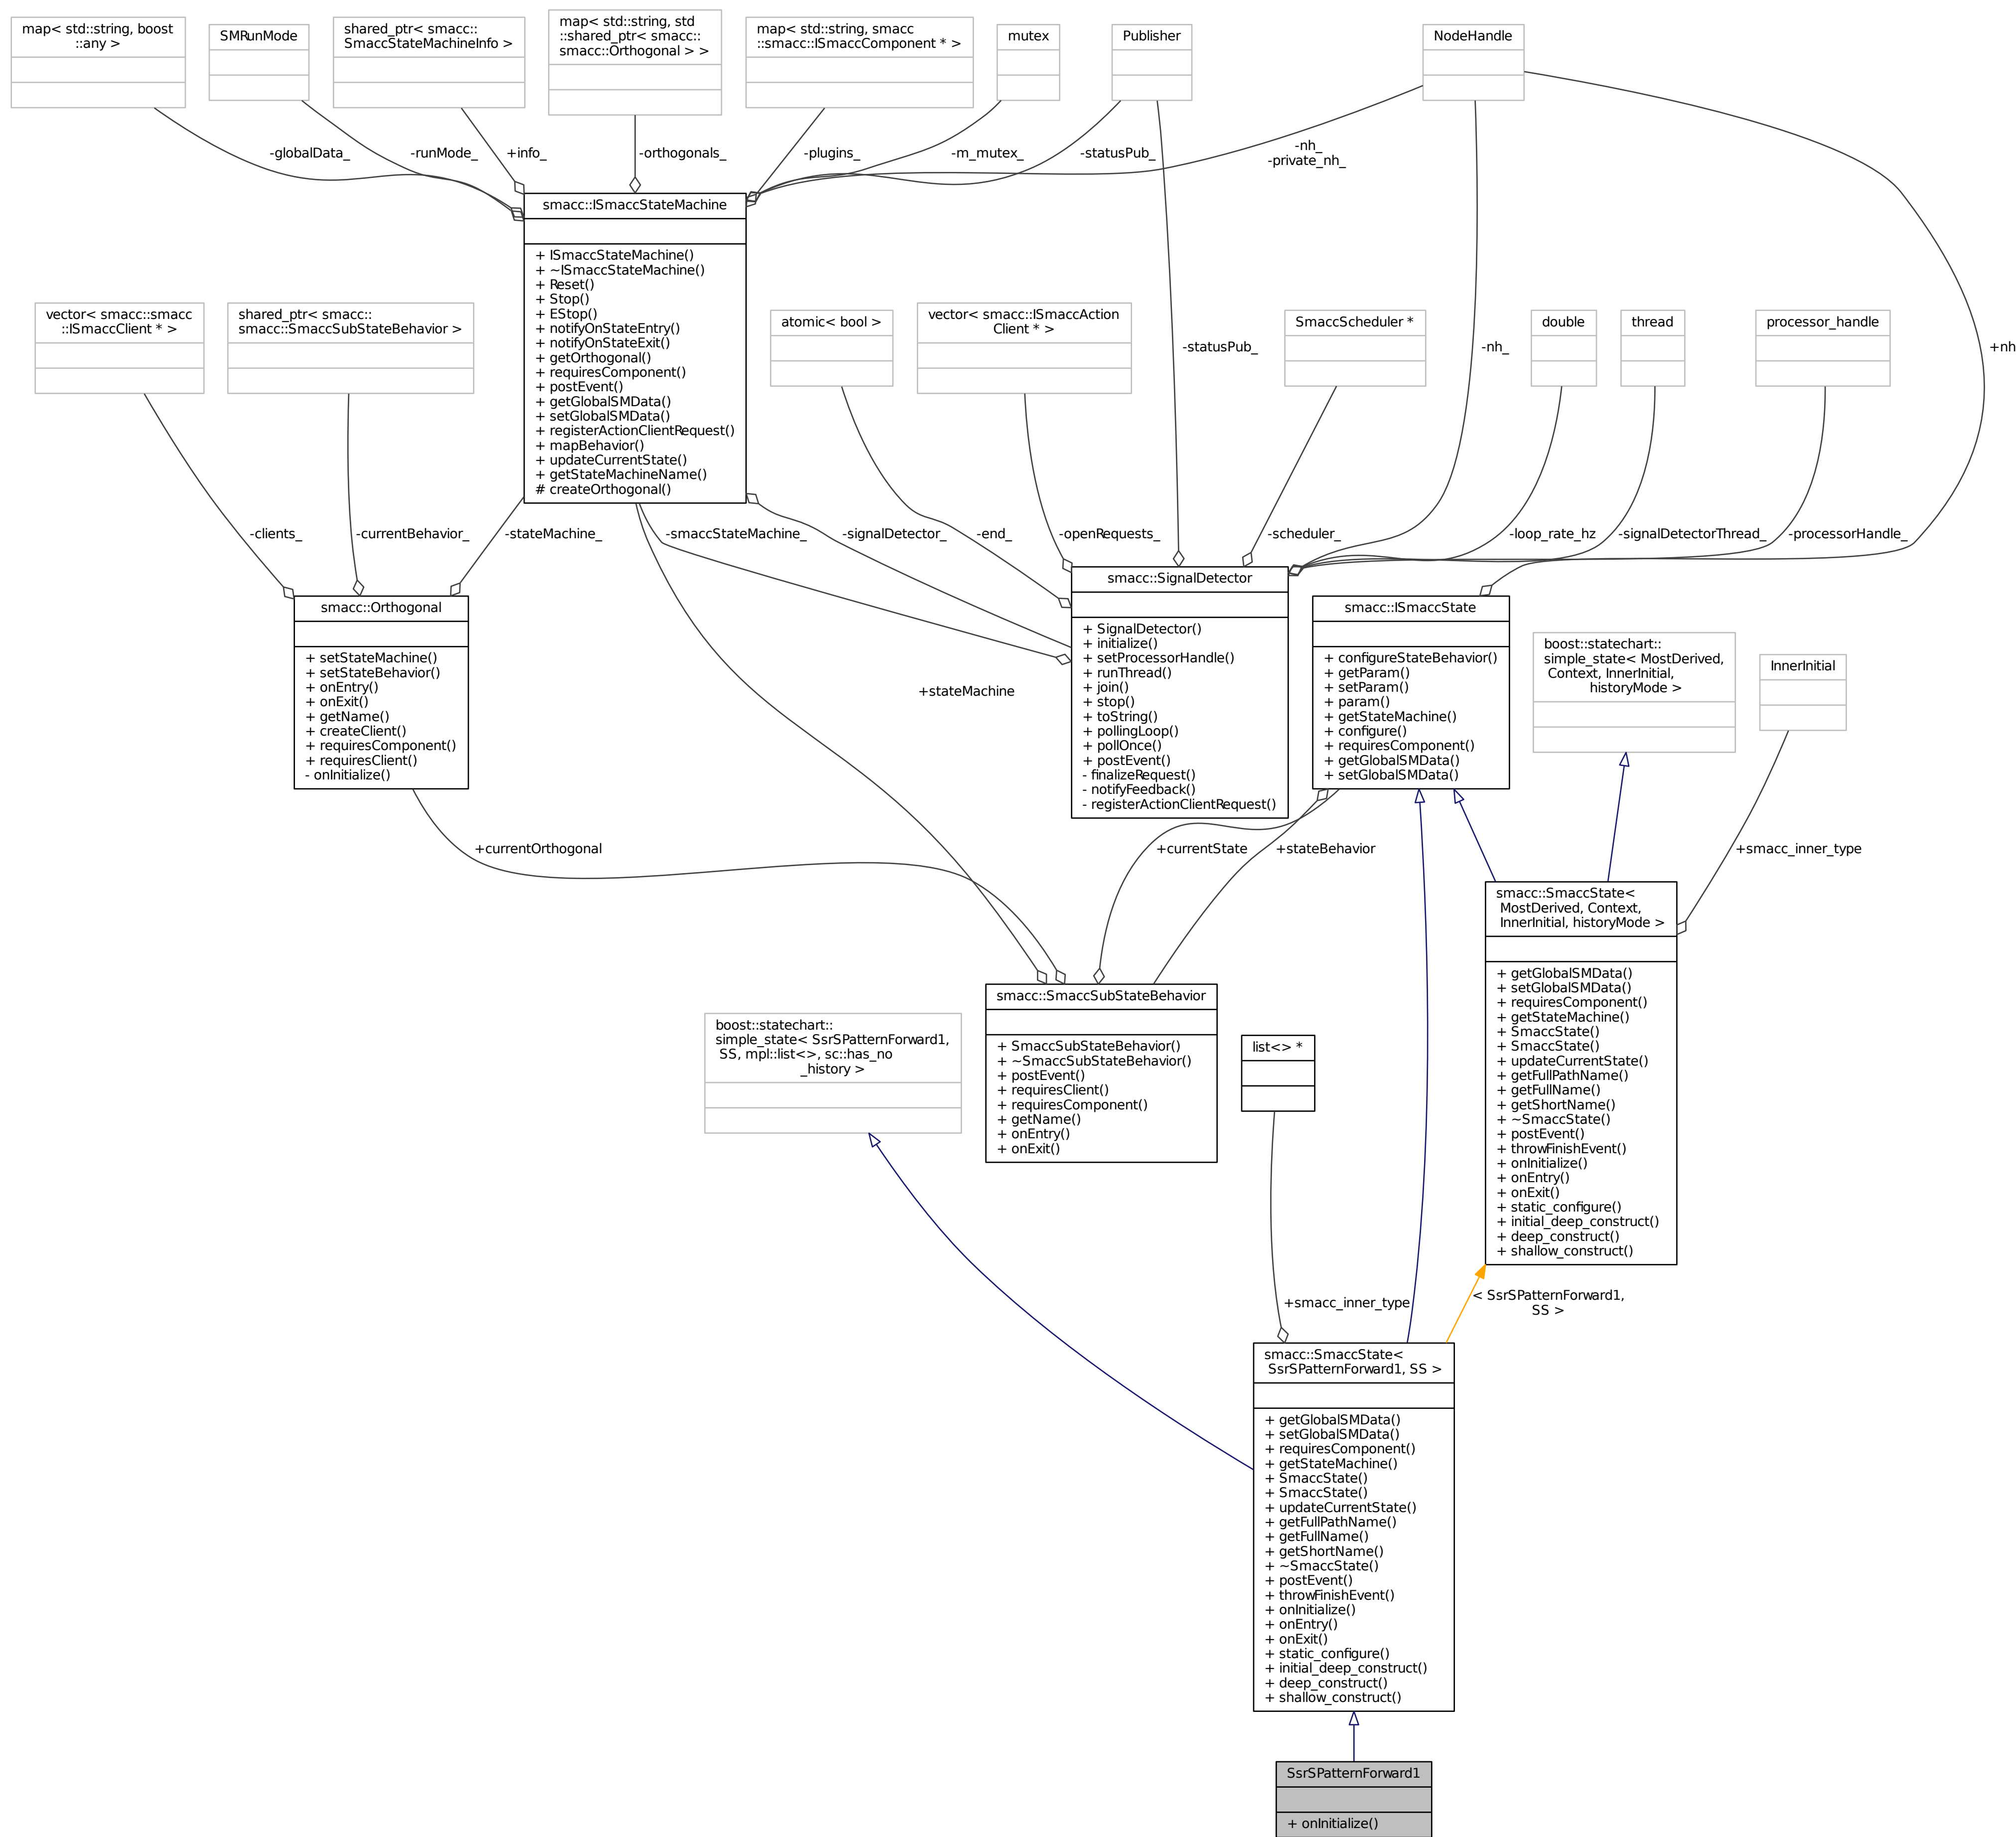 map< std::string, boost
::any >
SMRunMode
shared_ptr< smacc::
SmaccStateMachineInfo >
map< std::string, std
::shared_ptr< smacc::
smacc::Orthogonal > >
map< std::string, smacc
::smacc::ISmaccComponent * >
mutex
Publisher
NodeHandle
-globalData_
-runMode_
+info_
-orthogonals_
-plugins_
-m_mutex_
-statusPub_
-nh_
-private_nh_
smacc::ISmaccStateMachine
+ ISmaccStateMachine()
+ ~ISmaccStateMachine()
+ Reset()
+ Stop()
+ EStop()
+ notifyOnStateEntry()
+ notifyOnStateExit()
+ getOrthogonal()
+ requiresComponent()
+ postEvent()
+ getGlobalSMData()
+ setGlobalSMData()
+ registerActionClientRequest()
+ mapBehavior()
+ updateCurrentState()
+ getStateMachineName()
# createOrthogonal()
vector< smacc::smacc
::ISmaccClient * >
shared_ptr< smacc::
smacc::SmaccSubStateBehavior >
atomic< bool >
vector< smacc::ISmaccAction
Client * >
SmaccScheduler *
double
thread
processor_handle
-statusPub_
-nh_
+nh
-clients_
-currentBehavior_
-stateMachine_
-smaccStateMachine_
-signalDetector_
-end_
-openRequests_
-scheduler_
-loop_rate_hz
-signalDetectorThread_
-processorHandle_
smacc::Orthogonal
+ setStateMachine()
+ setStateBehavior()
+ onEntry()
+ onExit()
+ getName()
+ createClient()
+ requiresComponent()
+ requiresClient()
- onInitialize()
smacc::SignalDetector
+ SignalDetector()
+ initialize()
+ setProcessorHandle()
+ runThread()
+ join()
+ stop()
+ toString()
+ pollingLoop()
+ pollOnce()
+ postEvent()
- finalizeRequest()
- notifyFeedback()
- registerActionClientRequest()
smacc::ISmaccState
+ configureStateBehavior()
+ getParam()
+ setParam()
+ param()
+ getStateMachine()
+ configure()
+ requiresComponent()
+ getGlobalSMData()
+ setGlobalSMData()
boost::statechart::
simple_state< MostDerived,
Context, InnerInitial,
historyMode >
InnerInitial
+stateMachine
+currentOrthogonal
+currentState
+stateBehavior
+smacc_inner_type
smacc::SmaccState<
MostDerived, Context,
InnerInitial, historyMode >
+ getGlobalSMData()
+ setGlobalSMData()
+ requiresComponent()
+ getStateMachine()
+ SmaccState()
+ SmaccState()
+ updateCurrentState()
+ getFullPathName()
+ getFullName()
+ getShortName()
+ ~SmaccState()
+ postEvent()
+ throwFinishEvent()
+ onInitialize()
+ onEntry()
+ onExit()
+ static_configure()
+ initial_deep_construct()
+ deep_construct()
+ shallow_construct()
smacc::SmaccSubStateBehavior
+ SmaccSubStateBehavior()
+ ~SmaccSubStateBehavior()
+ postEvent()
+ requiresClient()
+ requiresComponent()
+ getName()
+ onEntry()
+ onExit()
boost::statechart::
simple_state< SsrSPatternForward1,
SS, mpl::list<>, sc::has_no
_history >
list<> *
+smacc_inner_type
< SsrSPatternForward1,
SS >
smacc::SmaccState<
SsrSPatternForward1, SS >
+ getGlobalSMData()
+ setGlobalSMData()
+ requiresComponent()
+ getStateMachine()
+ SmaccState()
+ SmaccState()
+ updateCurrentState()
+ getFullPathName()
+ getFullName()
+ getShortName()
+ ~SmaccState()
+ postEvent()
+ throwFinishEvent()
+ onInitialize()
+ onEntry()
+ onExit()
+ static_configure()
+ initial_deep_construct()
+ deep_construct()
+ shallow_construct()
SsrSPatternForward1
+ onInitialize()